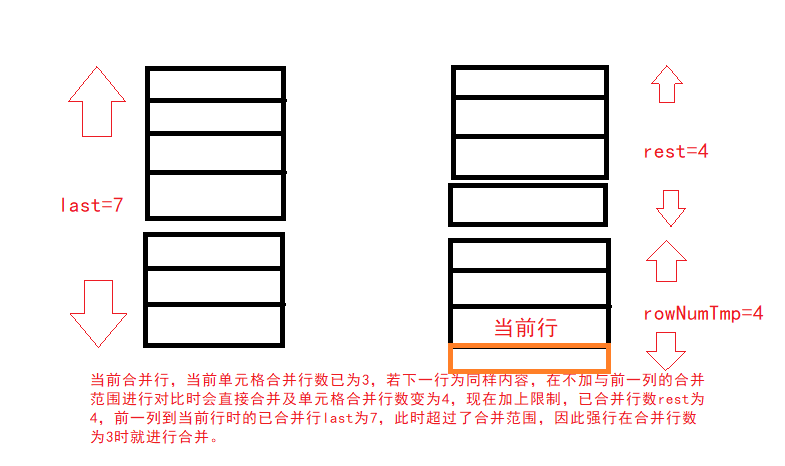 rest=4
last=7
rowNumTmp=4
当前行
当前合并行，当前单元格合并行数已为3，若下一行为同样内容，在不加与前一列的合并
范围进行对比时会直接合并及单元格合并行数变为4，现在加上限制，已合并行数rest为
4，前一列到当前行时的已合并行last为7，此时超过了合并范围，因此强行在合并行数
为3时就进行合并。